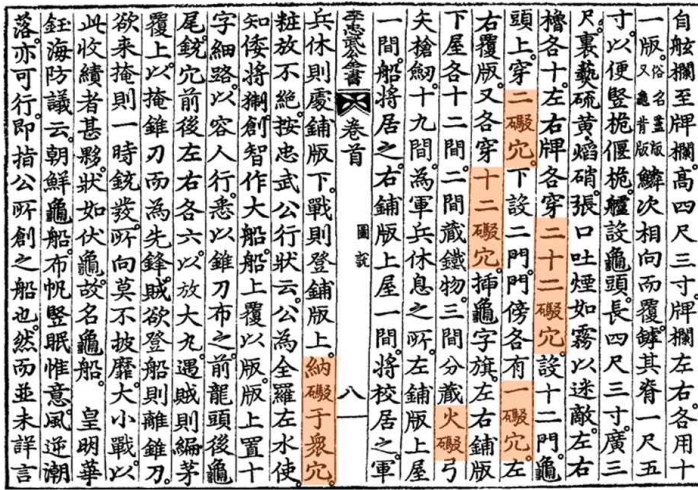 自舷欄至牌欄高四尺三寸牌欄左右各用十
一版俗名蓋版又龜背版鱗次相向而覆罅其脊一尺五
寸以便竪桅偃桅艫設龜頭長四尺三寸廣三
尺裏爇硫黃焰硝張口吐煙如霧以迷敵左右
櫓各十左右牌各穿二十二礮穴設十二門龜
頭上穿二礮穴下設二門門傍各有一礮穴左
右覆版又各穿十二礮穴揷龜字旗左右鋪版
下屋各十二間二間藏鐵物三間分藏火礮弓
矢槍釰十九間為軍兵休息之所左鋪版上屋
一間船將居之右鋪版上屋一間將校居之軍
李忠武公全書 卷首 圖說 八
兵休則處鋪版下戰則登鋪版上納礮于衆穴
粧放不絶按忠武公行狀云公為全羅左水使
知倭將猘創智作大船船上覆以版版上置十
字細路以容人行悉以錐刀布之前龍頭後龜
尾銃穴前後左右各六以放大丸遇賊則編茅
覆上以掩錐刀而為先鋒賊欲登船則離錐刀
欲来掩則一時銃發所向莫不披靡大小戰以
此收績者甚夥狀如伏龜故名龜船 皇明華
鈺海防議云朝鮮龜船布帆竪眠惟意風逆潮
落亦可行即指公所創之船也然而並未詳言